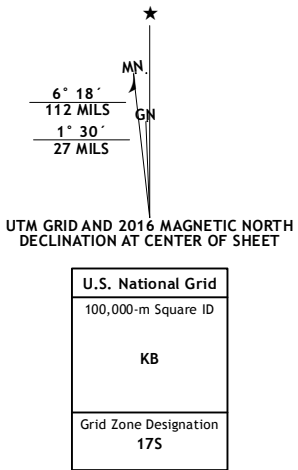 ★
MN.
6° 18´
112 MILS
GN
1° 30´
27 MILS
UTM GRID AND 2016 MAGNETIC NORTH
DECLINATION AT CENTER OF SHEET
U.S. National Grid
100,000-m Square ID
KB
Grid Zone Designation
17S